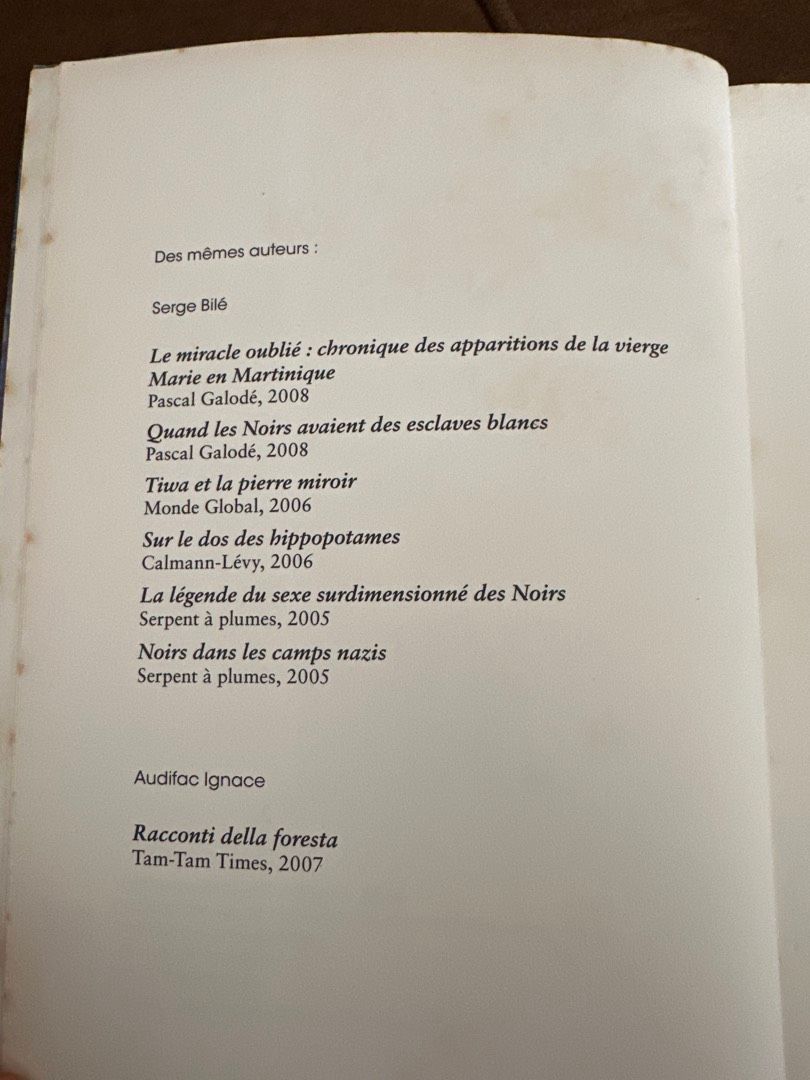 Des mêmes auteurs :
Serge Bilé
Le miracle oublié : chronique des apparitions de la vierge
Marie en Martinique
Pascal Galodé, 2008
Quand les Noirs avaient des esclaves blancs
Pascal Galodé, 2008
Tiwa et la pierre miroir
Monde Global, 2006
Sur le dos des hippopotames
Calmann-Lévy, 2006
La légende du sexe surdimensionné des Noirs
Serpent à plumes, 2005
Noirs dans les camps nazis
Serpent à plumes, 2005
Audifac Ignace
Racconti della foresta
Tam-Tam Times, 2007